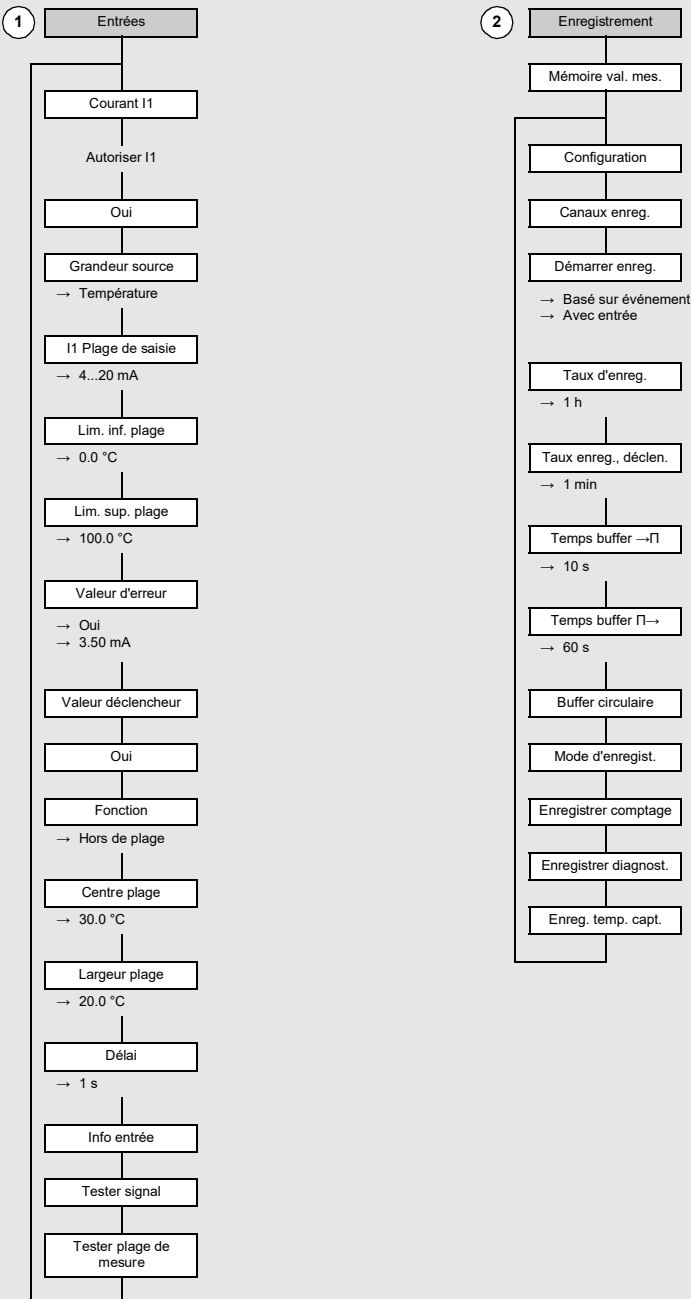 1
Entrées
Courant I1
Autoriser I1
Oui
Grandeur source
→ Température
I1 Plage de saisie
→ 4...20 mA
Lim. inf. plage
→ 0.0 °C
Lim. sup. plage
→ 100.0 °C
Valeur d'erreur
→ Oui
→ 3.50 mA
Valeur déclencheur
Oui
Fonction
→ Hors de plage
Centre plage
→ 30.0 °C
Largeur plage
→ 20.0 °C
Délai
→ 1 s
Info entrée
Tester signal
Tester plage de
mesure
2
Enregistrement
Mémoire val. mes.
Configuration
Canaux enreg.
Démarrer enreg.
→ Basé sur événement
→ Avec entrée
Taux d'enreg.
→ 1 h
Taux enreg., déclen.
→ 1 min
Temps buffer →Π
→ 10 s
Temps buffer Π→
→ 60 s
Buffer circulaire
Mode d'enregist.
Enregistrer comptage
Enregistrer diagnost.
Enreg. temp. capt.